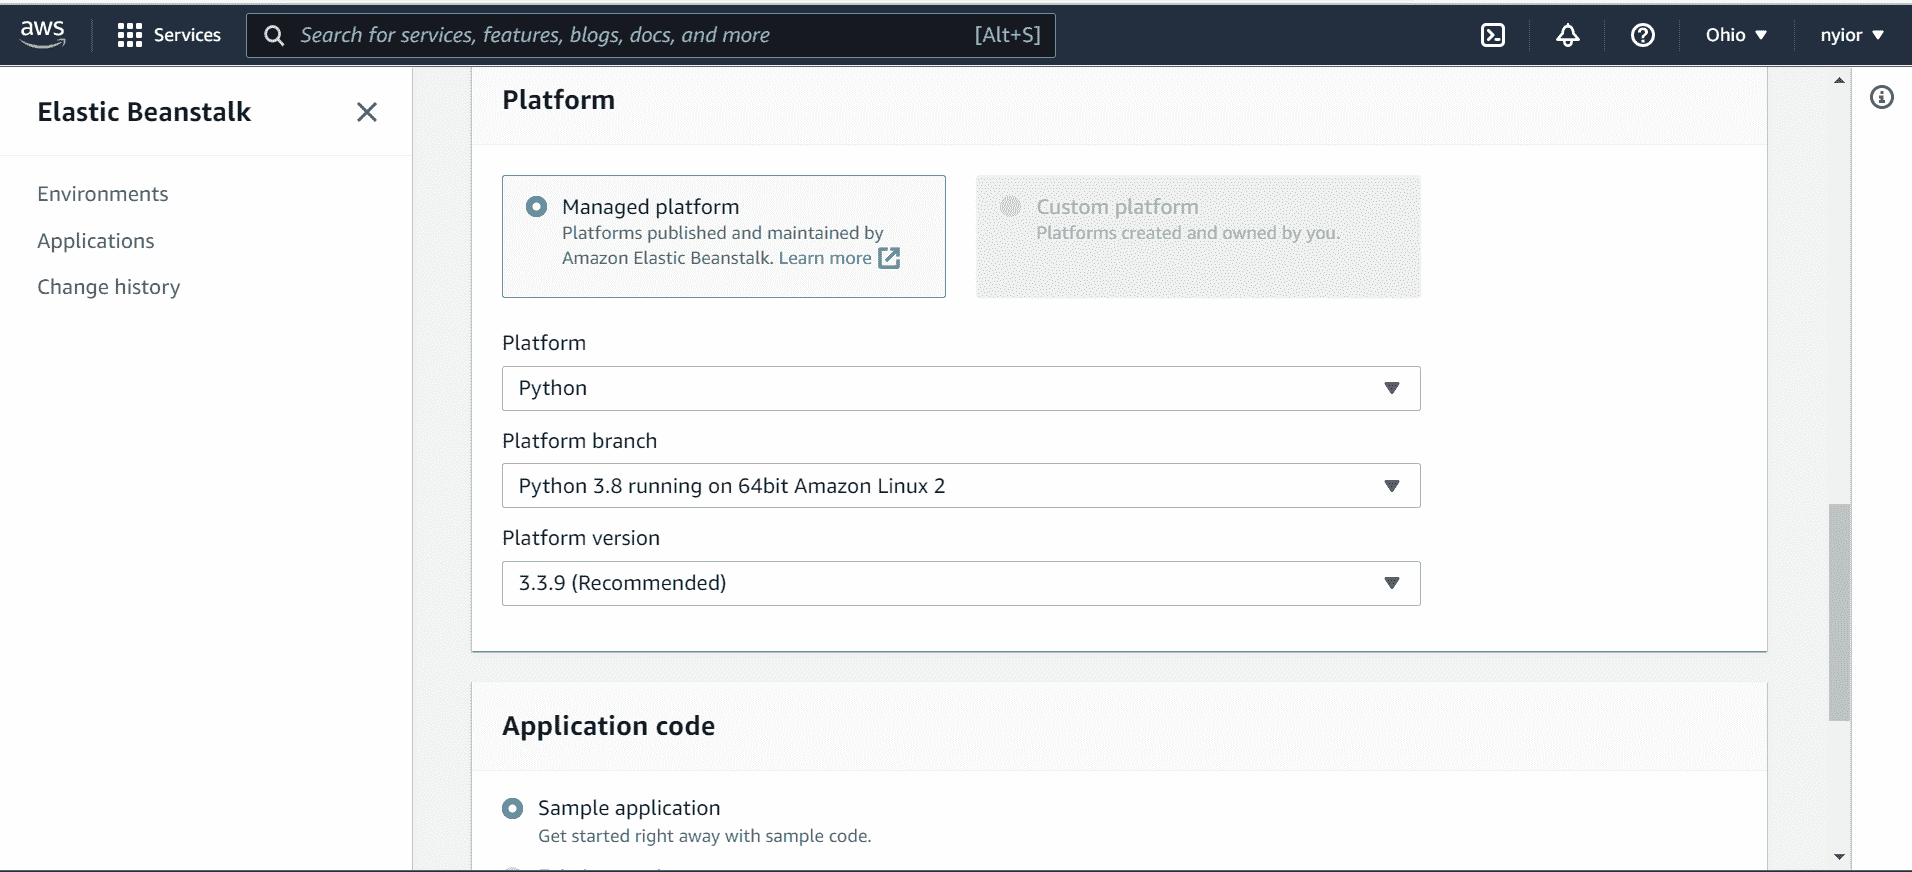 aws
Services
Search for services, features, blogs, docs, and more
[Alt+S]
Ohio
nyior
Elastic Beanstalk
Environments
Applications
Change history
Platform
Managed platform
Platforms published and maintained by
Amazon Elastic Beanstalk. Learn more
Custom platform
Platforms created and owned by you.
Platform
Python
Platform branch
Python 3.8 running on 64bit Amazon Linux 2
Platform version
3.3.9 (Recommended)
Application code
Sample application
Get started right away with sample code.